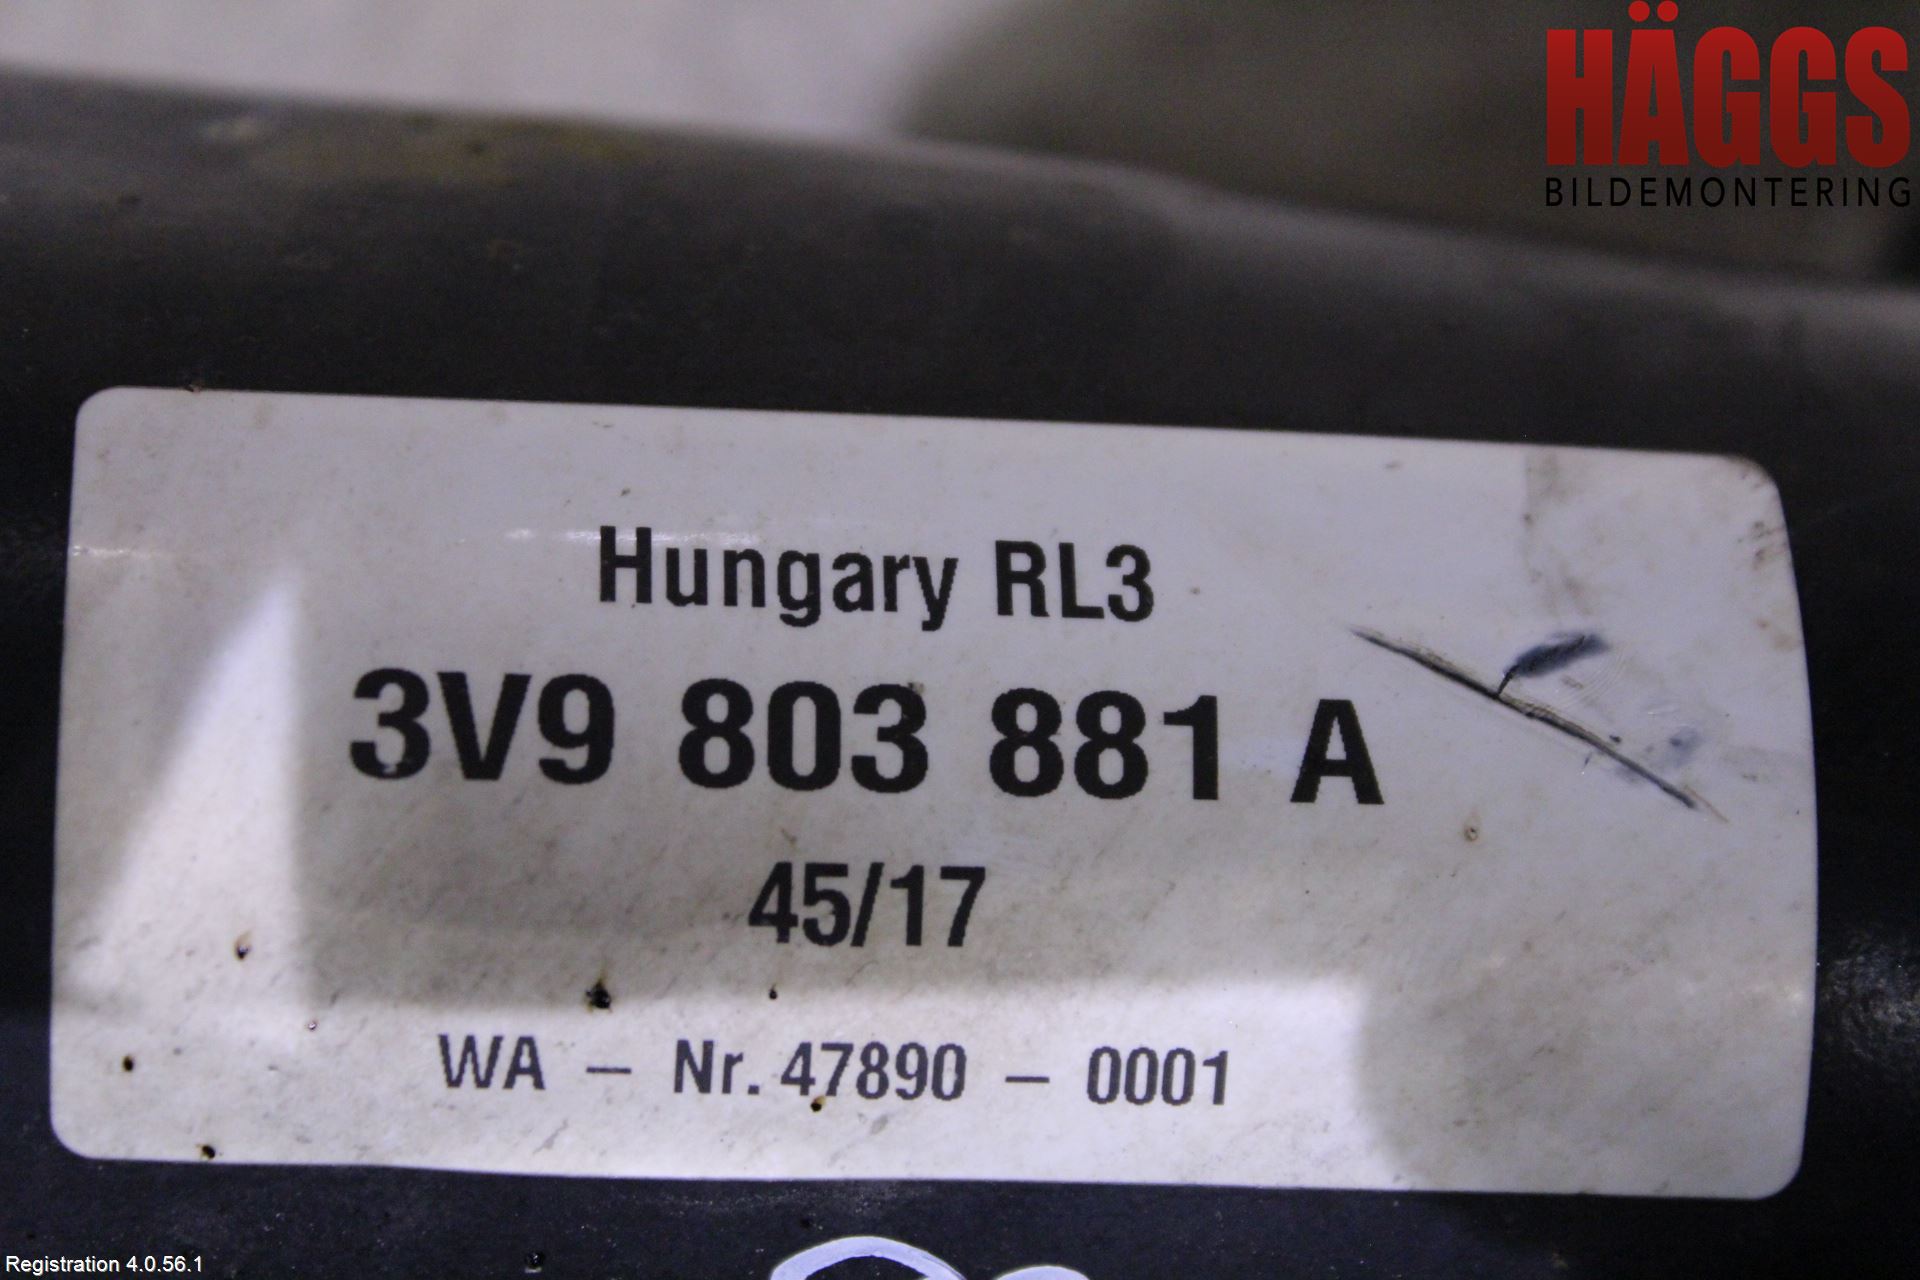 HÄGGS
BILDEMONTERING
Hungary RL3
3V9 803 881 A
45/17
WA – Nr. 47890 – 0001
Registration 4.0.56.1